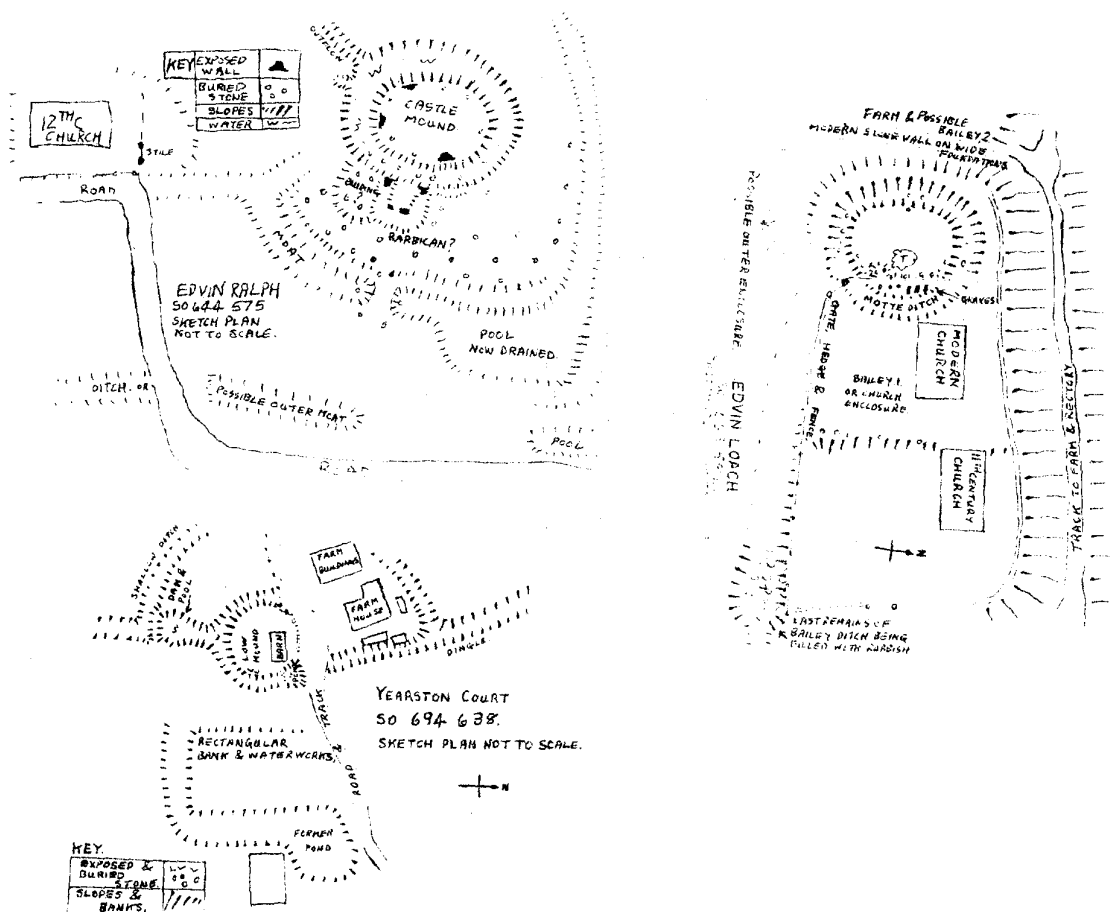 OUTFLOW
KEY
EXPOSED
WALL
BURIED
STONE
SLOPES
WATER
12TH C
CHURCH
STILE
ROAD
CASTLE
MOUND
BUILDING
?
BARBICAN?
MOAT
EDVIN RALPH
SO 644 575
SKETCH PLAN
NOT TO SCALE.
POOL
NOW DRAINED
DITCH OR
POSSIBLE OUTER MOAT
POOL
ROAD
FARM & POSSIBLE
BAILEY 2
MODERN STONE WALL ON WIDE
FOUNDATIONS
POSSIBLE OUTER ENCLOSURE
EDVIN LOACH
T
MOTTE DITCH
GRAVES
GATE, HEDGE & FENCE
MODERN
CHURCH
BAILEY 1.
OR CHURCH
ENCLOSURE
11TH CENTURY
CHURCH
TRACK TO FARM & RECTORY
N
LAST REMAINS OF
BAILEY DITCH BEING
FILLED WITH RUBBISH
SHALLOW DITCH
DAM &
POOL
FARM
BUILDINGS
FARM
HOUSE
LOW
MOUND
BARN
DINGLE
TRACK
YEARSTON COURT
SO 694 638.
SKETCH PLAN NOT TO SCALE.
N
RECTANGULAR
BANK & WATERWORKS,
ROAD &
FORMER
POND
KEY.
EXPOSED &
BURIED
STONE
SLOPES &
BANKS.